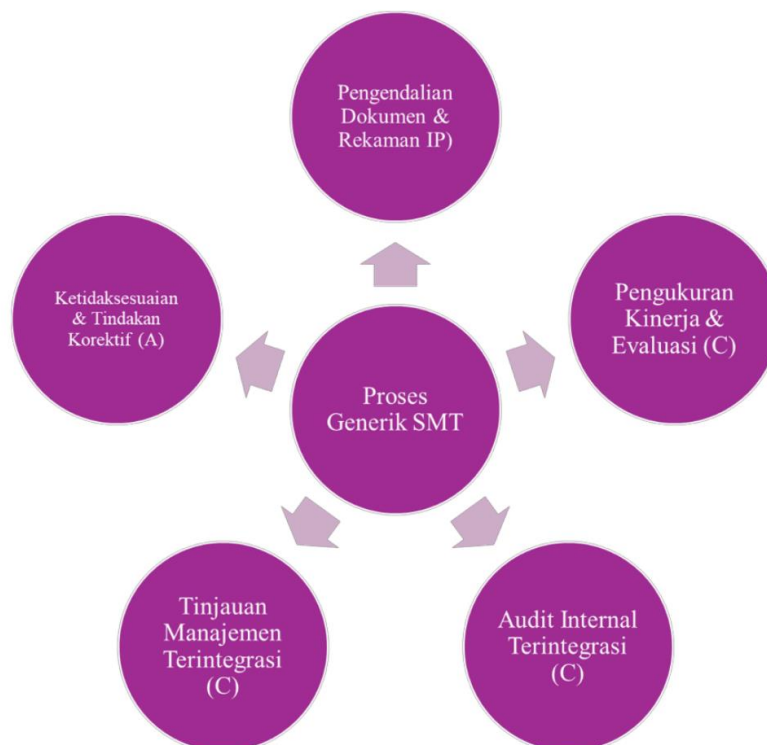 Pengendalian
Dokumen &
Rekaman IP)
Ketidaksesuaian
& Tindakan
Korektif (A)
Pengukuran
Kinerja &
Evaluasi (C)
Proses
Generik SMT
Tinjauan
Manajemen
Terintegrasi
(C)
Audit Internal
Terintegrasi
(C)